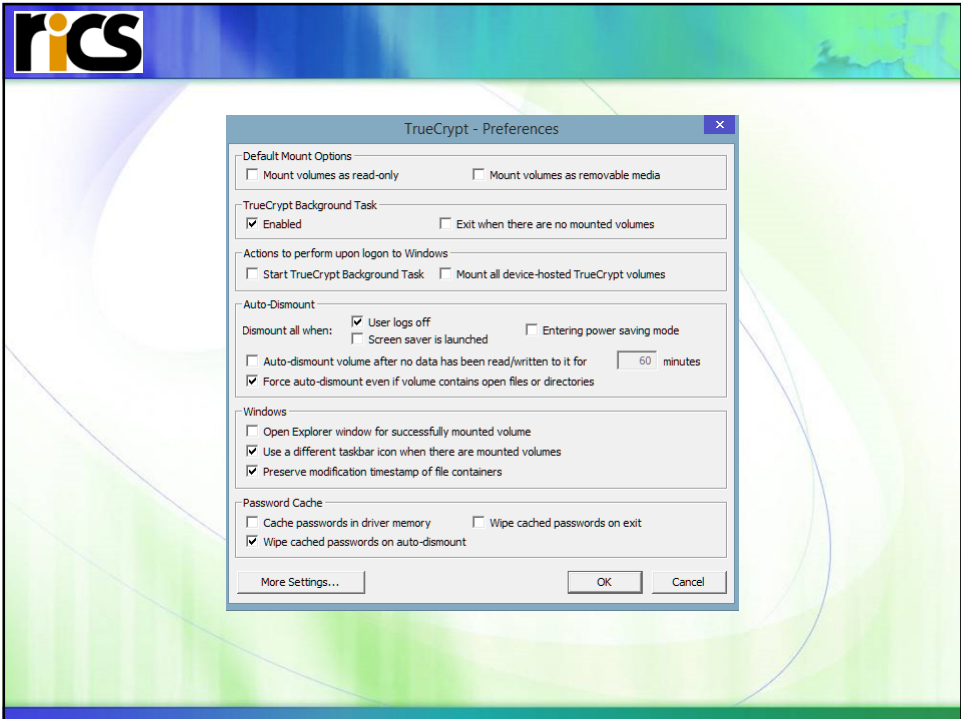 rics
TrueCrypt - Preferences
Default Mount Options
Mount volumes as read-only Mount volumes as removable media
TrueCrypt Background Task
Enabled Exit when there are no mounted volumes
Actions to perform upon logon to Windows
Start TrueCrypt Background Task Mount all device-hosted TrueCrypt volumes
Auto-Dismount
Dismount all when: User logs off Entering power saving mode
Screen saver is launched
Auto-dismount volume after no data has been read/written to it for 60 minutes
Force auto-dismount even if volume contains open files or directories
Windows
Open Explorer window for successfully mounted volume
Use a different taskbar icon when there are mounted volumes
Preserve modification timestamp of file containers
Password Cache
Cache passwords in driver memory Wipe cached passwords on exit
Wipe cached passwords on auto-dismount
More Settings... OK Cancel